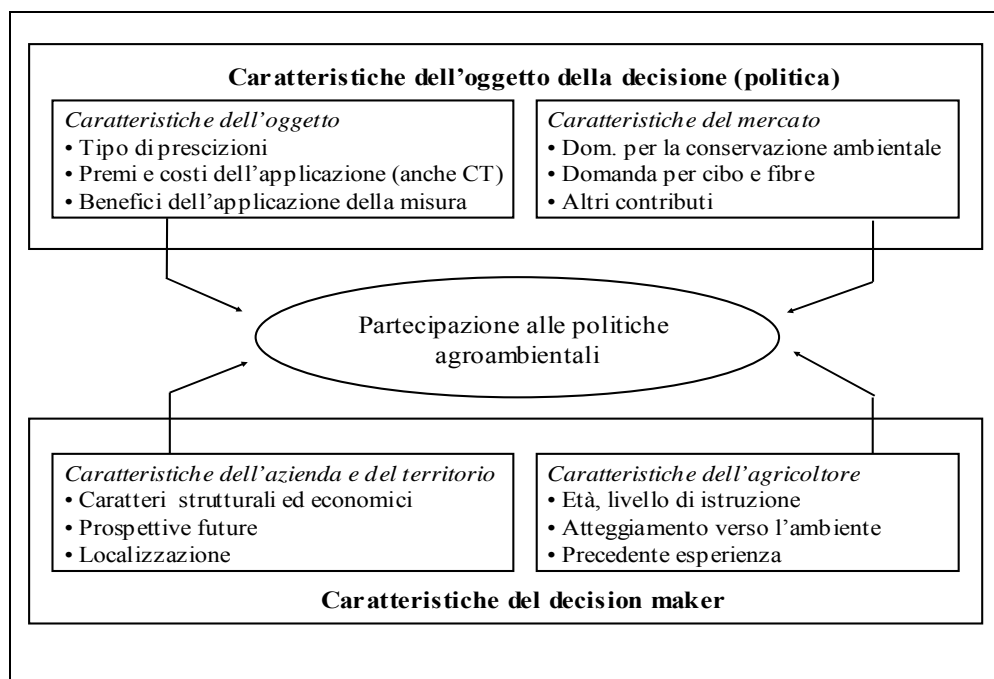 Caratteristiche dell'oggetto della decisione (politica)
Caratteristiche dell'oggetto
• Tipo di prescizioni
• Premi e costi dell'applicazione (anche CT)
• Benefici dell'applicazione della misura
Caratteristiche del mercato
• Dom. per la conservazione ambientale
• Domanda per cibo e fibre
• Altri contributi
Partecipazione alle politiche
agroambientali
Caratteristiche dell'azienda e del territorio
• Caratteri strutturali ed economici
• Prospettive future
• Localizzazione
Caratteristiche dell'agricoltore
• Età, livello di istruzione
• Atteggiamento verso l'ambiente
• Precedente esperienza
Caratteristiche del decision maker